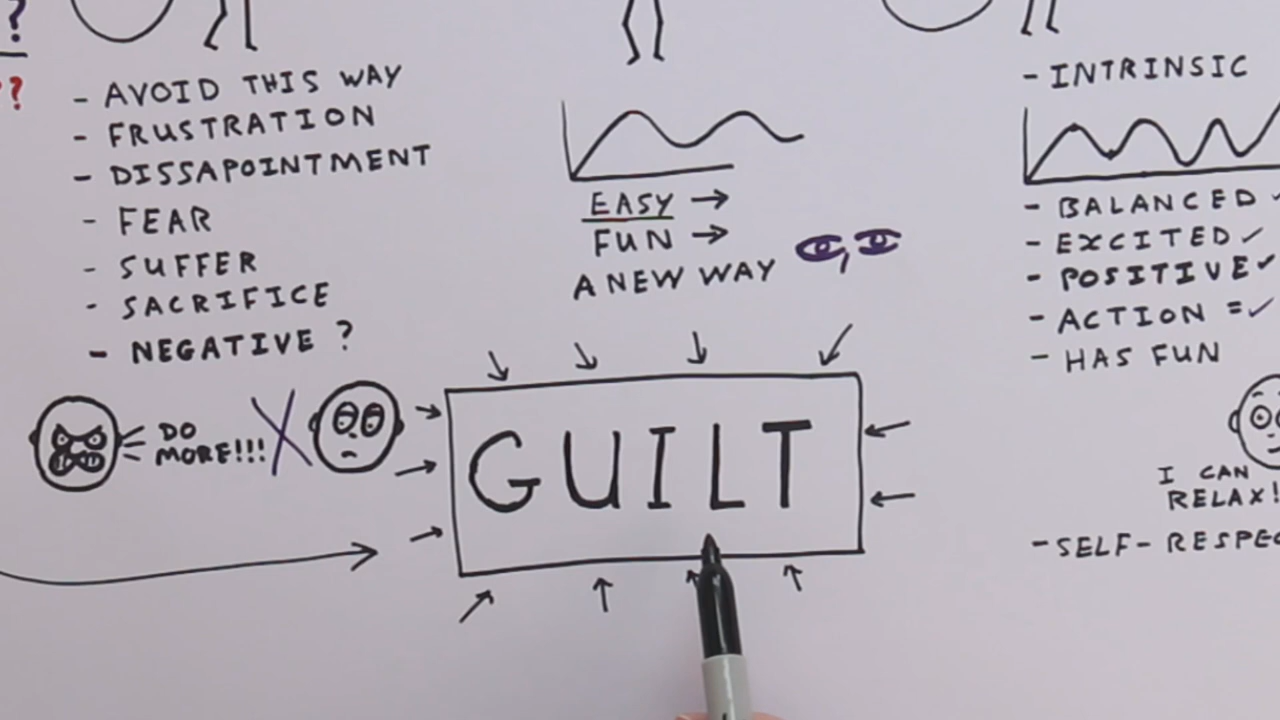 ?
?
- AVOID THIS WAY
- FRUSTRATION
- DISSAPOINTMENT
- FEAR
- SUFFER
- SACRIFICE
- NEGATIVE ?
DO
MORE!!!
EASY →
FUN →
A NEW WAY
GUILT
- INTRINSIC
- BALANCED
- EXCITED ✓
- POSITIVE ✓
- ACTION = ✓
- HAS FUN
I CAN
RELAX!
- SELF-RESPEC